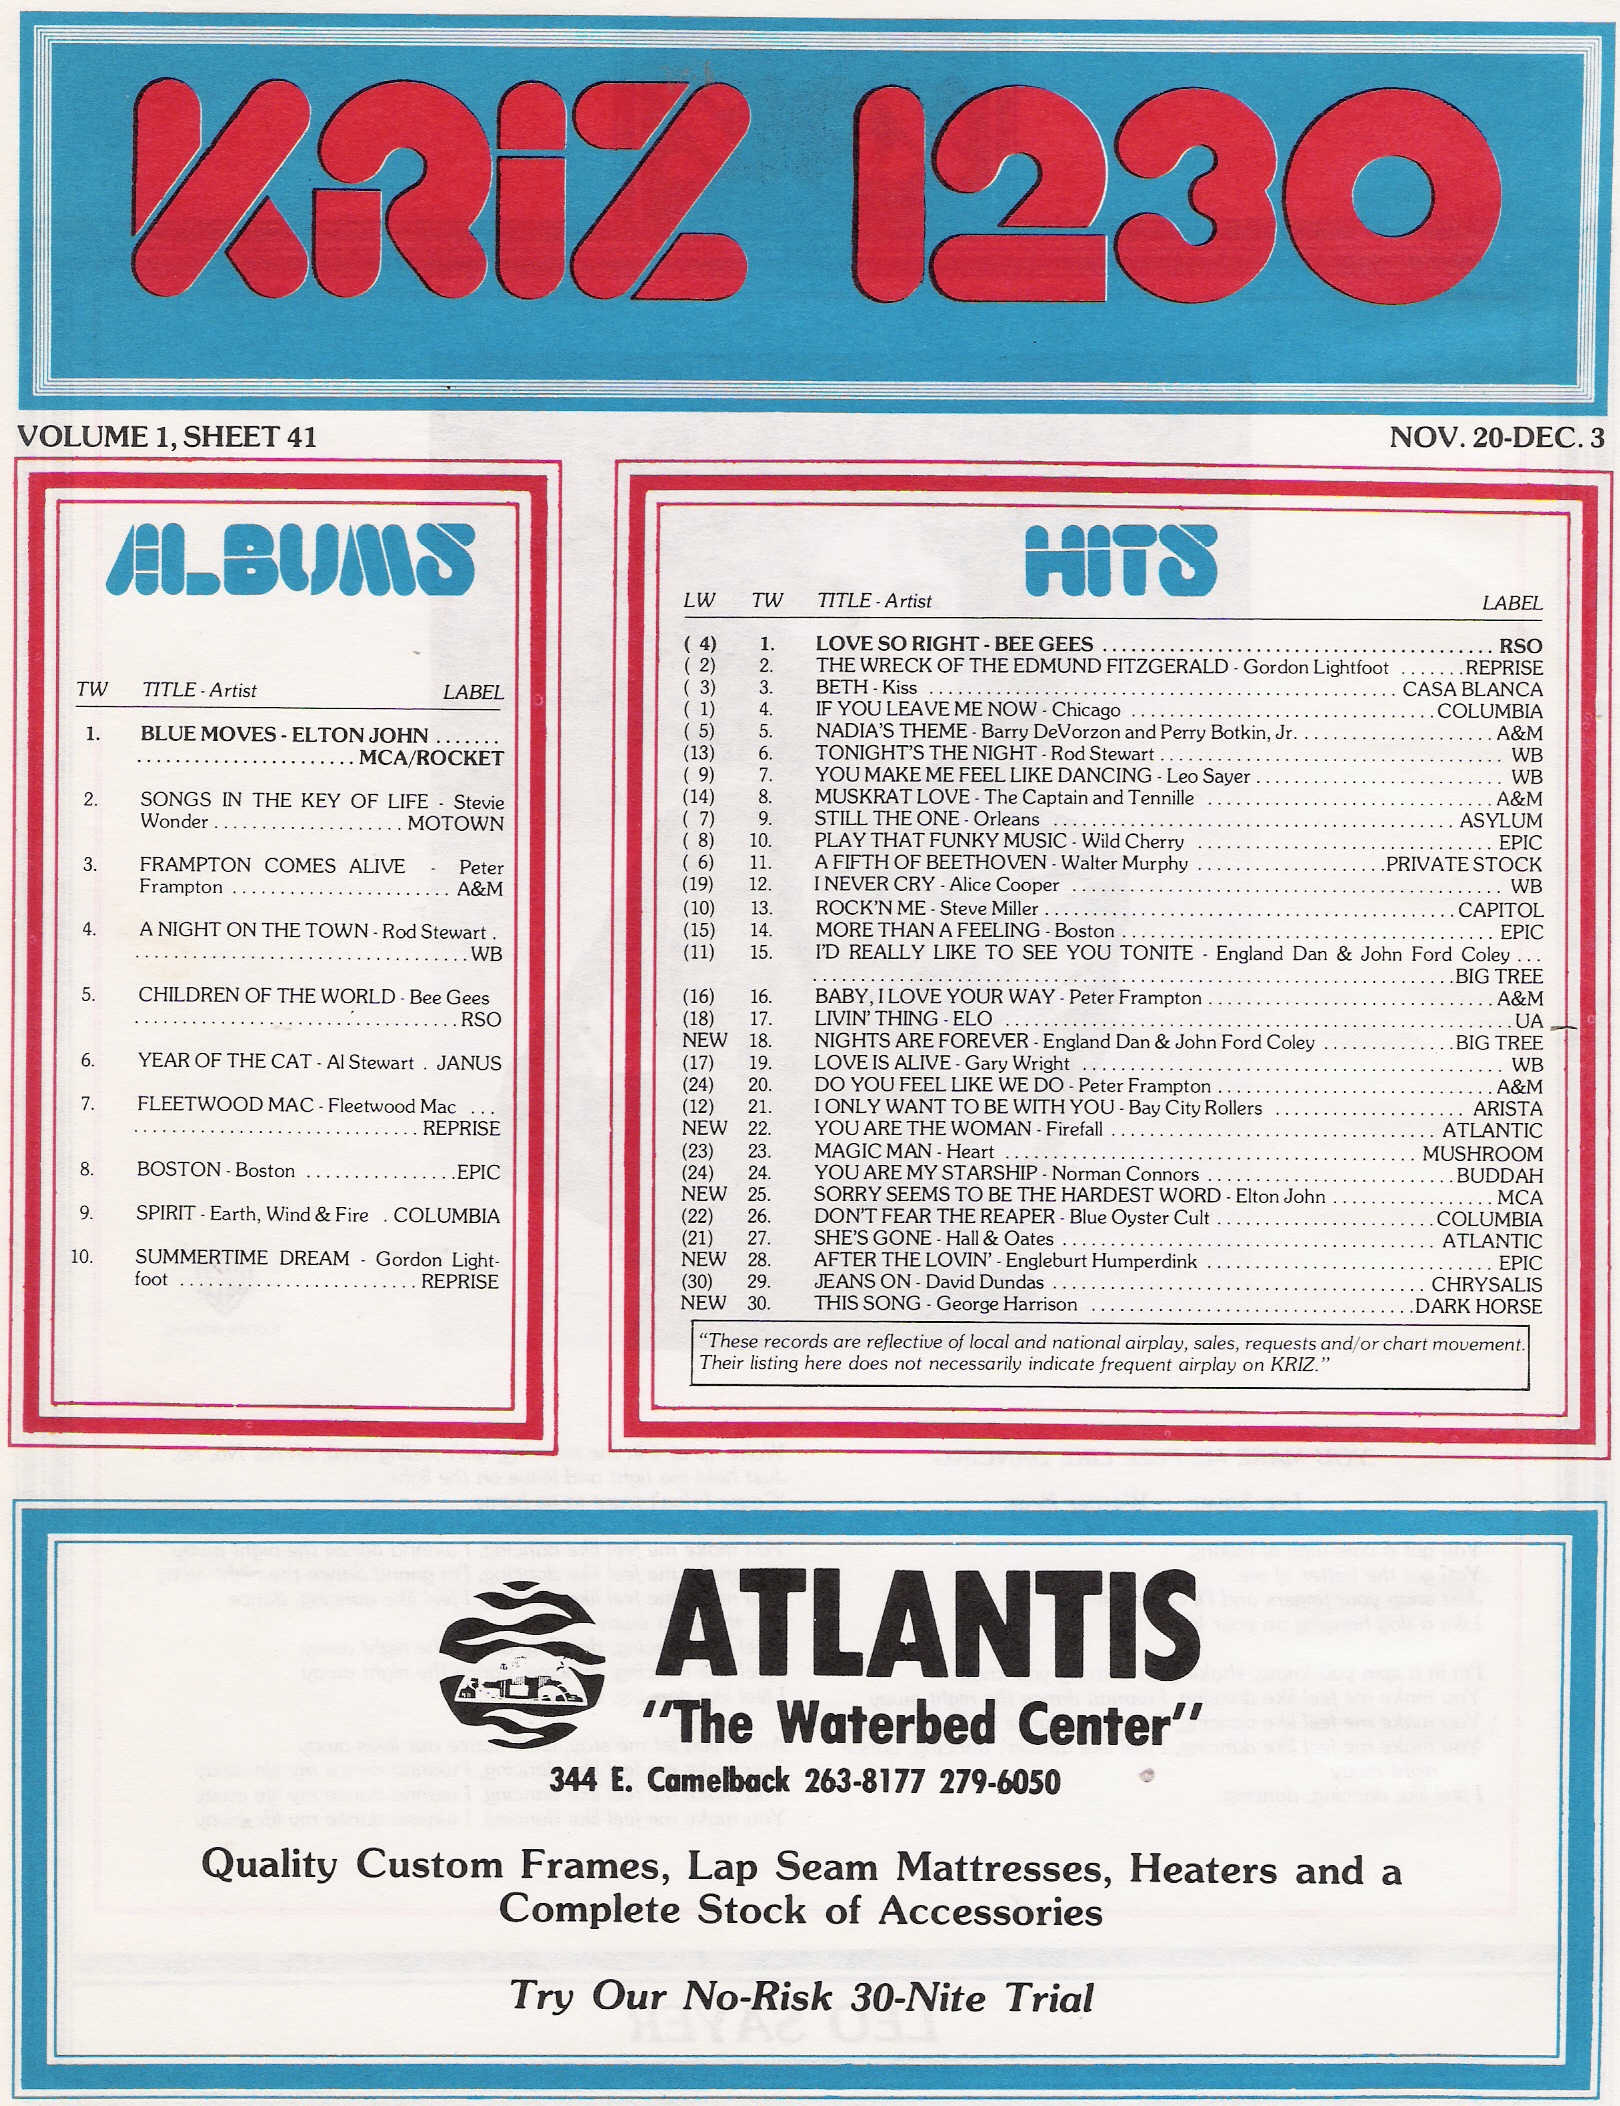 KRIZ 1230
VOLUME 1, SHEET 41
NOV. 20-DEC. 3
ALBUMS
TW TITLE - Artist LABEL
1. BLUE MOVES - ELTON JOHN .......
....................... MCA/ROCKET
2. SONGS IN THE KEY OF LIFE - Stevie
Wonder .................... MOTOWN
3. FRAMPTON COMES ALIVE - Peter
Frampton ....................... A&M
4. A NIGHT ON THE TOWN - Rod Stewart .
................................... WB
5. CHILDREN OF THE WORLD - Bee Gees
.................................. RSO
6. YEAR OF THE CAT - Al Stewart . JANUS
7. FLEETWOOD MAC - Fleetwood Mac ...
.............................. REPRISE
8. BOSTON - Boston ................ EPIC
9. SPIRIT - Earth, Wind & Fire . COLUMBIA
10. SUMMERTIME DREAM - Gordon Light-
foot ......................... REPRISE
HITS
LW TW TITLE - Artist LABEL
( 4) 1. LOVE SO RIGHT - BEE GEES ........................................ RSO
( 2) 2. THE WRECK OF THE EDMUND FITZGERALD - Gordon Lightfoot ....... REPRISE
( 3) 3. BETH - Kiss ........................................ CASA BLANCA
( 1) 4. IF YOU LEAVE ME NOW - Chicago ................................ COLUMBIA
( 5) 5. NADIA'S THEME - Barry DeVorzon and Perry Botkin, Jr. .................... A&M
(13) 6. TONIGHT'S THE NIGHT - Rod Stewart .................................... WB
( 9) 7. YOU MAKE ME FEEL LIKE DANCING - Leo Sayer .......................... WB
(14) 8. MUSKRAT LOVE - The Captain and Tennille .............................. A&M
( 7) 9. STILL THE ONE - Orleans ........................................ ASYLUM
( 8) 10. PLAY THAT FUNKY MUSIC - Wild Cherry ............................... EPIC
( 6) 11. A FIFTH OF BEETHOVEN - Walter Murphy ..................... PRIVATE STOCK
(19) 12. I NEVER CRY - Alice Cooper ........................................ WB
(10) 13. ROCK'N ME - Steve Miller ........................................ CAPITOL
(15) 14. MORE THAN A FEELING - Boston ....................................... EPIC
(11) 15. I'D REALLY LIKE TO SEE YOU TONITE - England Dan & John Ford Coley ...
........................................ BIG TREE
(16) 16. BABY, I LOVE YOUR WAY - Peter Frampton .............................. A&M
(18) 17. LIVIN' THING - ELO ........................................ UA
NEW 18. NIGHTS ARE FOREVER - England Dan & John Ford Coley .............. BIG TREE
(17) 19. LOVE IS ALIVE - Gary Wright ........................................ WB
(24) 20. DO YOU FEEL LIKE WE DO - Peter Frampton ............................. A&M
(12) 21. I ONLY WANT TO BE WITH YOU - Bay City Rollers .................... ARISTA
NEW 22. YOU ARE THE WOMAN - Firefall .................................. ATLANTIC
(23) 23. MAGIC MAN - Heart ........................................ MUSHROOM
(24) 24. YOU ARE MY STARSHIP - Norman Connors ........................... BUDDAH
NEW 25. SORRY SEEMS TO BE THE HARDEST WORD - Elton John .................. MCA
(22) 26. DON'T FEAR THE REAPER - Blue Oyster Cult ....................... COLUMBIA
(21) 27. SHE'S GONE - Hall & Oates ........................................ ATLANTIC
NEW 28. AFTER THE LOVIN' - Engleburt Humperdink .............................. EPIC
(30) 29. JEANS ON - David Dundas ....................................... CHRYSALIS
NEW 30. THIS SONG - George Harrison .................................. DARK HORSE
"These records are reflective of local and national airplay, sales, requests and/or chart movement.
Their listing here does not necessarily indicate frequent airplay on KRIZ."
ATLANTIS
"The Waterbed Center"
344 E. Camelback 263-8177 279-6050
Quality Custom Frames, Lap Seam Mattresses, Heaters and a
Complete Stock of Accessories
Try Our No-Risk 30-Nite Trial